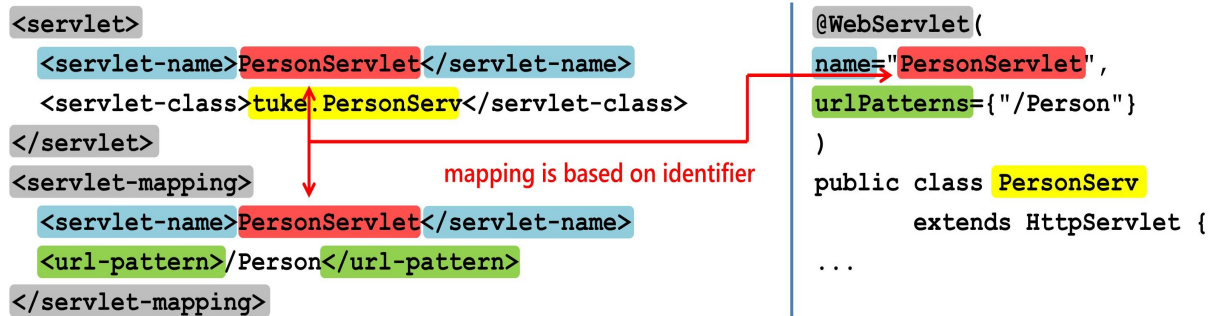 <servlet>
<servlet-name>PersonServlet</servlet-name>
<servlet-class>tuke.PersonServ</servlet-class>
</servlet>
<servlet-mapping>
<servlet-name>PersonServlet</servlet-name>
<url-pattern>/Person</url-pattern>
</servlet-mapping>
mapping is based on identifier
@WebServlet(
name="PersonServlet",
urlPatterns={"/Person"}
)
public class PersonServ
extends HttpServlet {
...